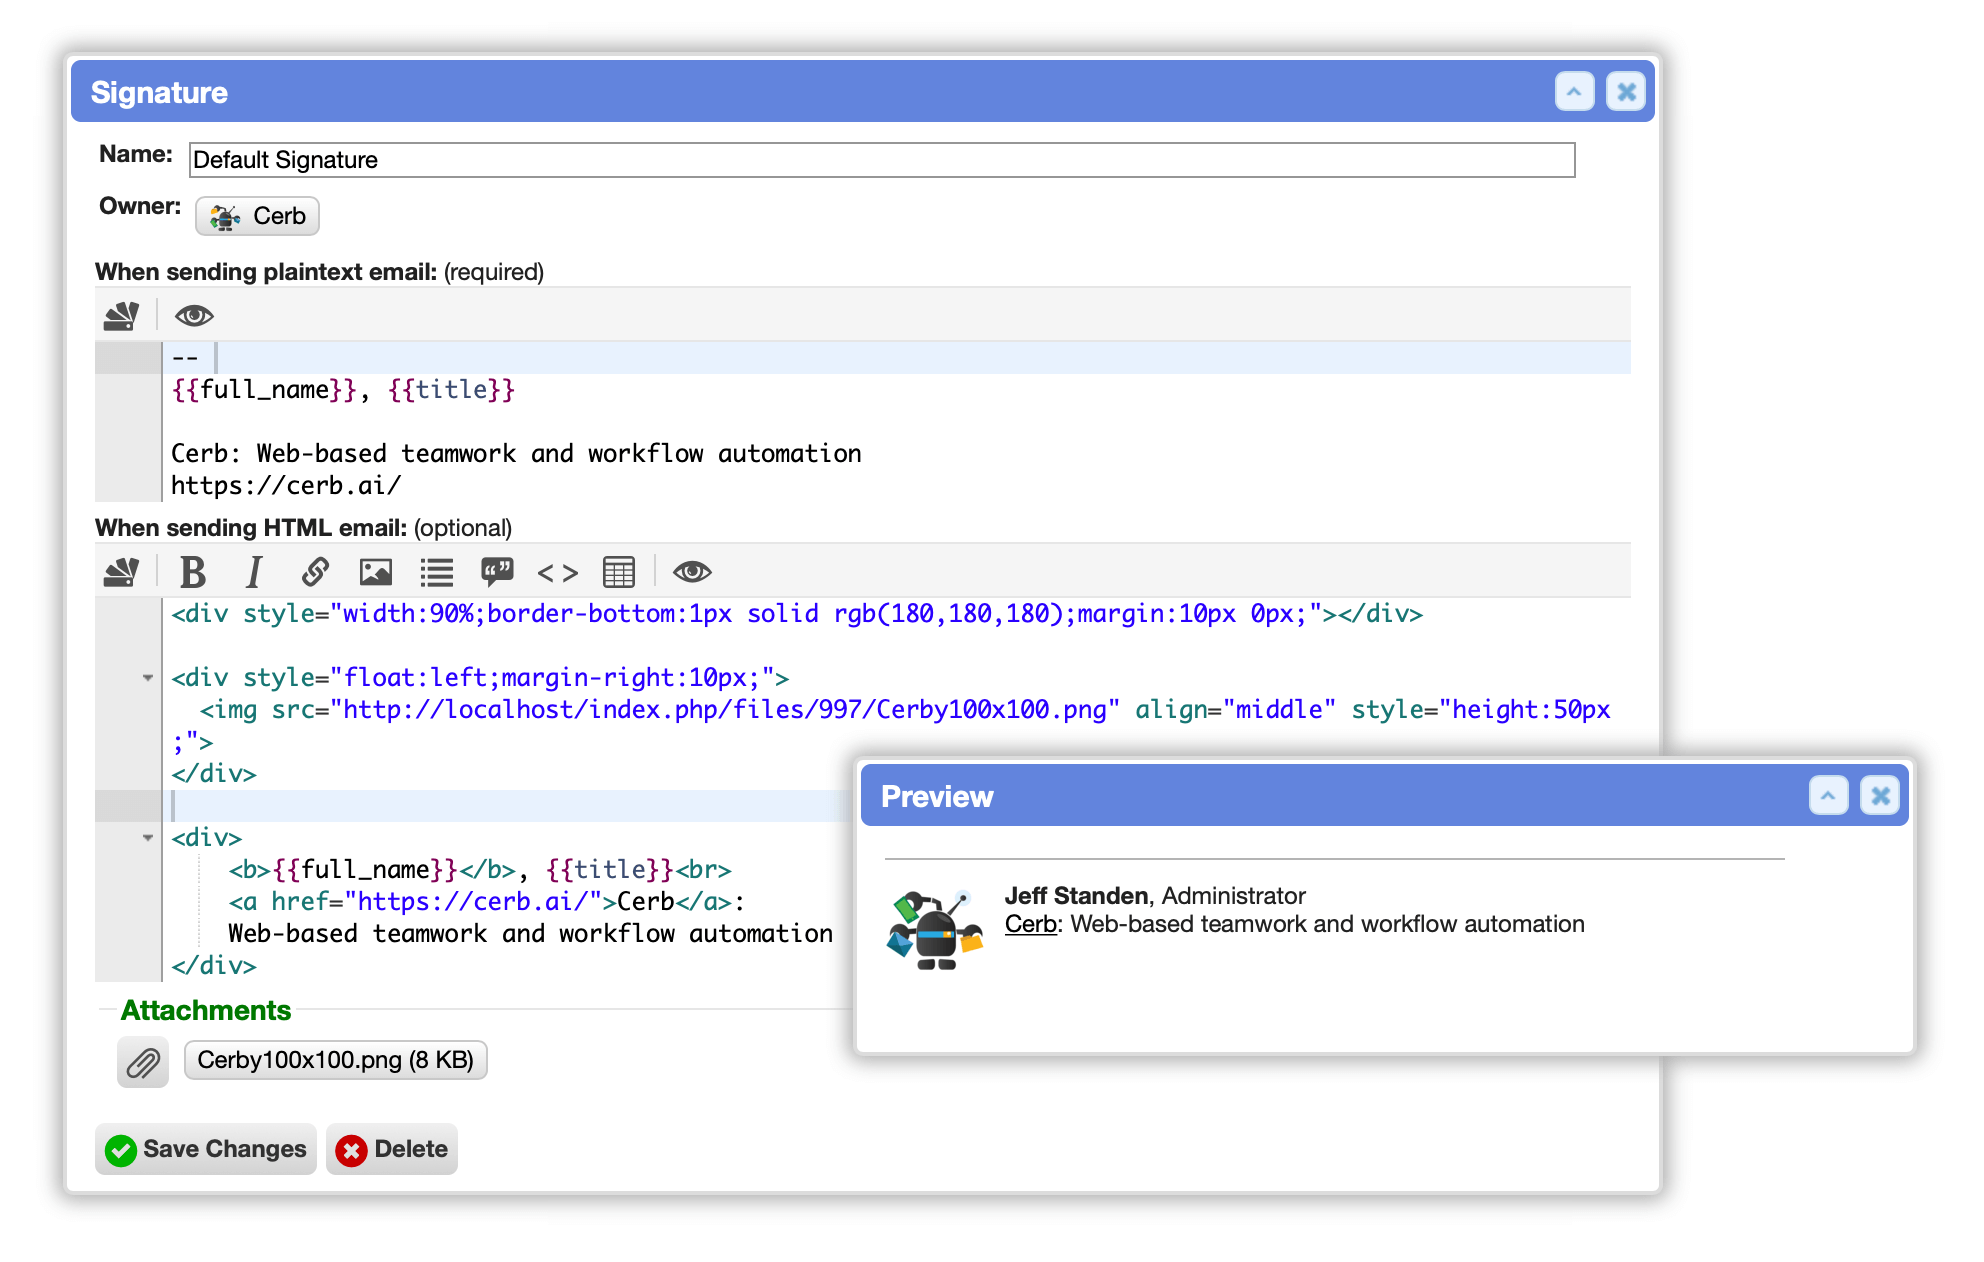 Signature
Name: Default Signature
Owner: Cerb
When sending plaintext email: (required)
--
{{full_name}}, {{title}}
Cerb: Web-based teamwork and workflow automation
https://cerb.ai/
When sending HTML email: (optional)
B I
<div style="width:90%;border-bottom:1px solid rgb(180,180,180);margin:10px 0px;"></div>
<div style="float:left;margin-right:10px;">
<img src="http://localhost/index.php/files/997/Cerby100x100.png" align="middle" style="height:50px
;">
</div>
<div>
<b>{{full_name}}</b>, {{title}}<br>
<a href="https://cerb.ai/">Cerb</a>:
Web-based teamwork and workflow automation
</div>
Attachments
Cerby100x100.png (8 KB)
Save Changes Delete
Preview
Jeff Standen, Administrator
Cerb: Web-based teamwork and workflow automation